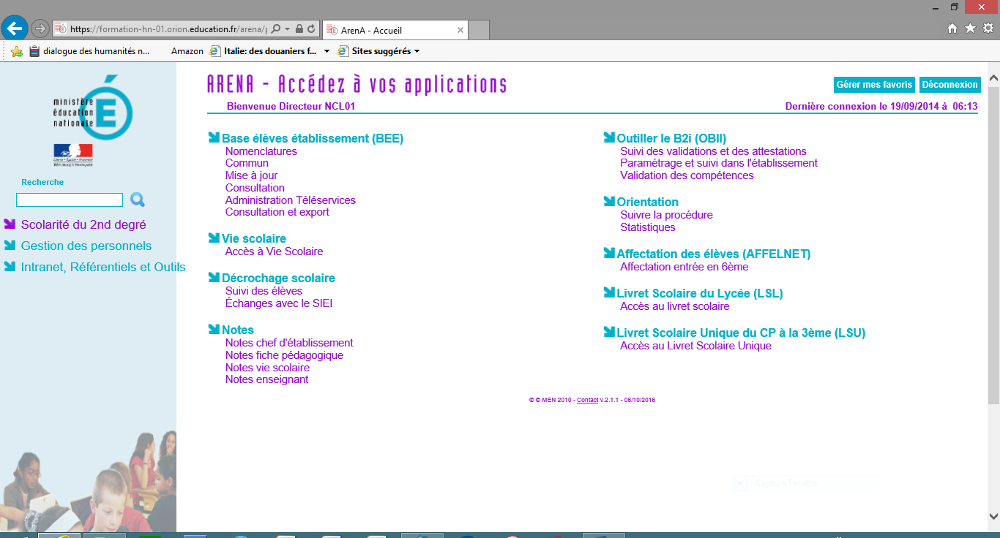 https://formation-hn-01.orion.education.fr/arena/
ArenA - Accueil
dialogue des humanités n...
Amazon
Italie: des douaniers f...
Sites suggérés
ministère
éducation
nationale
É
Liberté • Égalité • Fraternité
RÉPUBLIQUE FRANÇAISE
Recherche
Scolarité du 2nd degré
Gestion des personnels
Intranet, Référentiels et Outils
ARENA - Accédez à vos applications
Gérer mes favoris
Déconnexion
Bienvenue Directeur NCL01
Dernière connexion le 19/09/2014 à 06:13
Base élèves établissement (BEE)
Nomenclatures
Commun
Mise à jour
Consultation
Administration Téléservices
Consultation et export
Vie scolaire
Accès à Vie Scolaire
Décrochage scolaire
Suivi des élèves
Échanges avec le SIEI
Notes
Notes chef d'établissement
Notes fiche pédagogique
Notes vie scolaire
Notes enseignant
Outiller le B2i (OBII)
Suivi des validations et des attestations
Paramétrage et suivi dans l'établissement
Validation des compétences
Orientation
Suivre la procédure
Statistiques
Affectation des élèves (AFFELNET)
Affectation entrée en 6ème
Livret Scolaire du Lycée (LSL)
Accès au livret scolaire
Livret Scolaire Unique du CP à la 3ème (LSU)
Accès au Livret Scolaire Unique
© © MEN 2010 - Contact v.2.1.1 - 06/10/2016
Capture Fenêtre